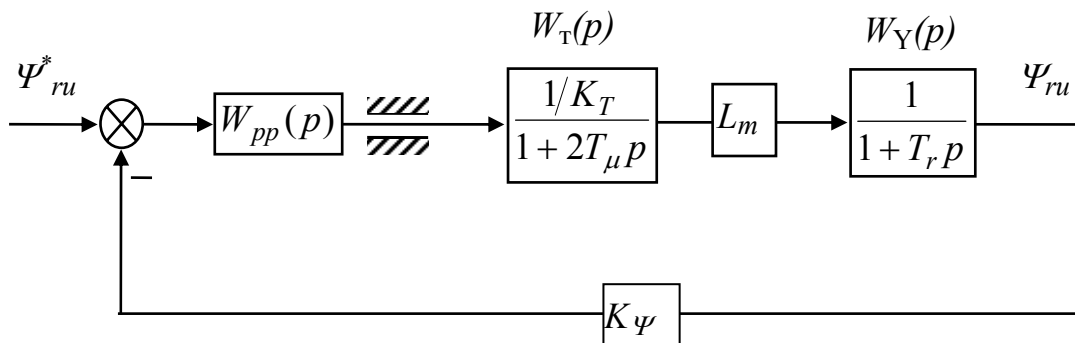 W_т(p) W_Y(p)
Ψ*_ru Ψ_ru
W_pp(p) 1/K_T L_m 1
1 + 2T_μ p 1 + T_r p
−
K_Ψ